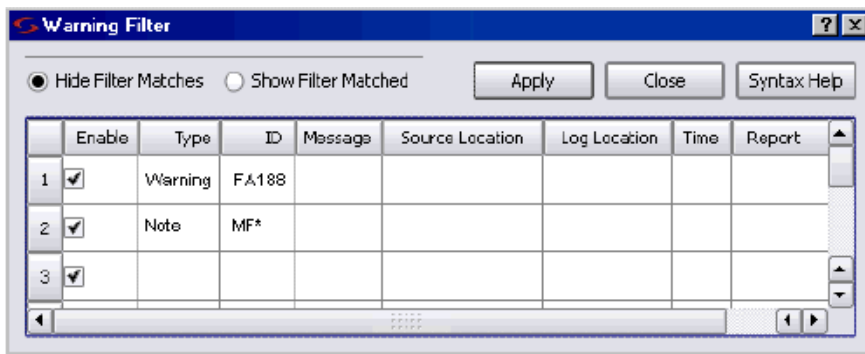 Warning Filter
Hide Filter Matches Show Filter Matched Apply Close Syntax Help
Enable Type ID Message Source Location Log Location Time Report
1 Warning FA188
2 Note MF*
3